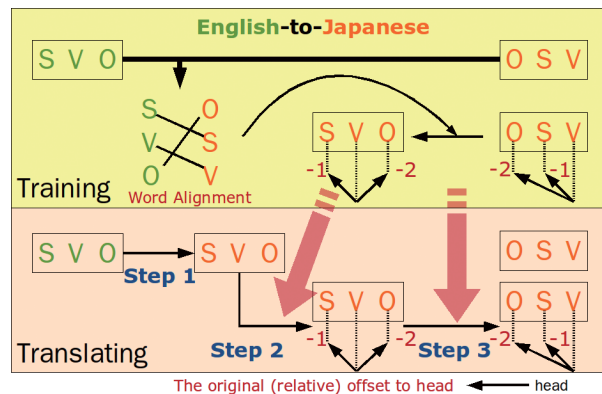 English-to-Japanese
S V O
O S V
S O
V S
O V
Word Alignment
S V O
-1 -2
O S V
-2 -1
Training
S V O
Step 1
S V O
O S V
S V O
-1 -2
O S V
-2 -1
Step 2
Step 3
Translating
The original (relative) offset to head
head